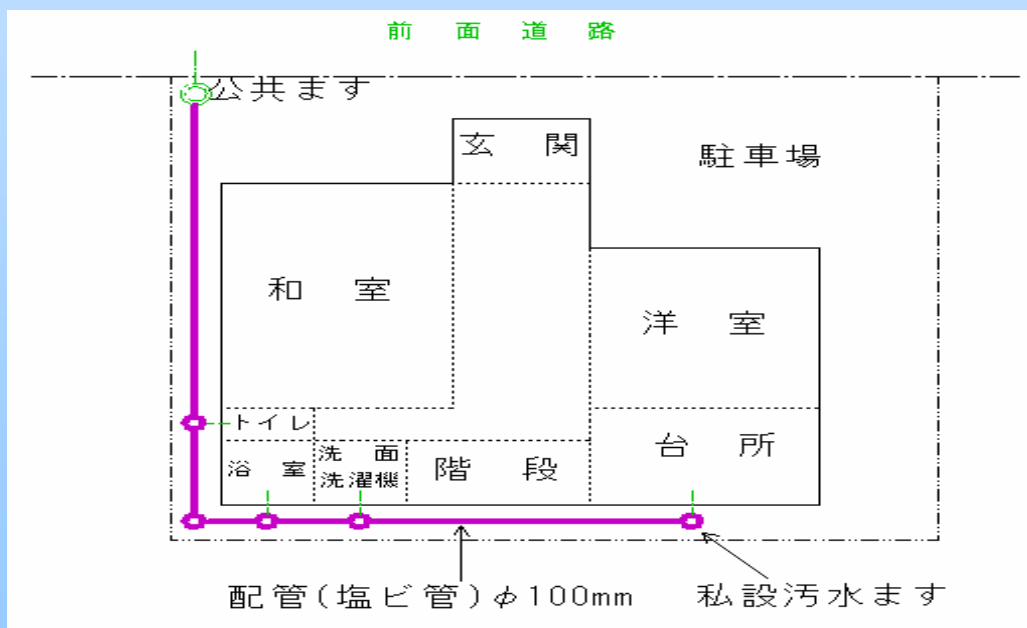 前面道路
公共ます
玄関
駐車場
和室
洋室
トイレ
台所
浴室
洗面
洗濯機
階段
配管(塩ビ管)φ100mm
私設汚水ます